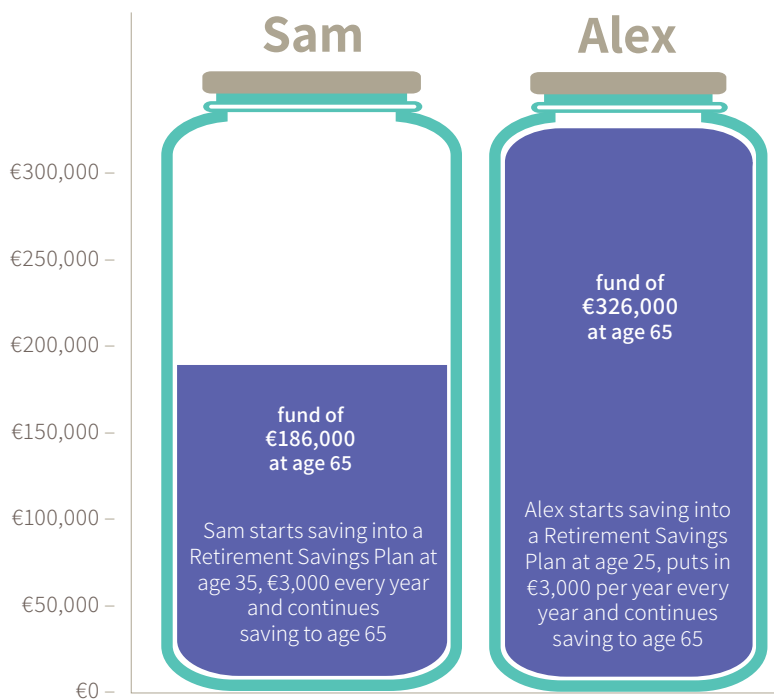 Sam
Alex
€300,000
€250,000
€200,000
€150,000
€100,000
€50,000
€0
fund of
€186,000
at age 65
Sam starts saving into a
Retirement Savings Plan at
age 35, €3,000 every year
and continues
saving to age 65
fund of
€326,000
at age 65
Alex starts saving into
a Retirement Savings
Plan at age 25, puts in
€3,000 per year every
year and continues
saving to age 65